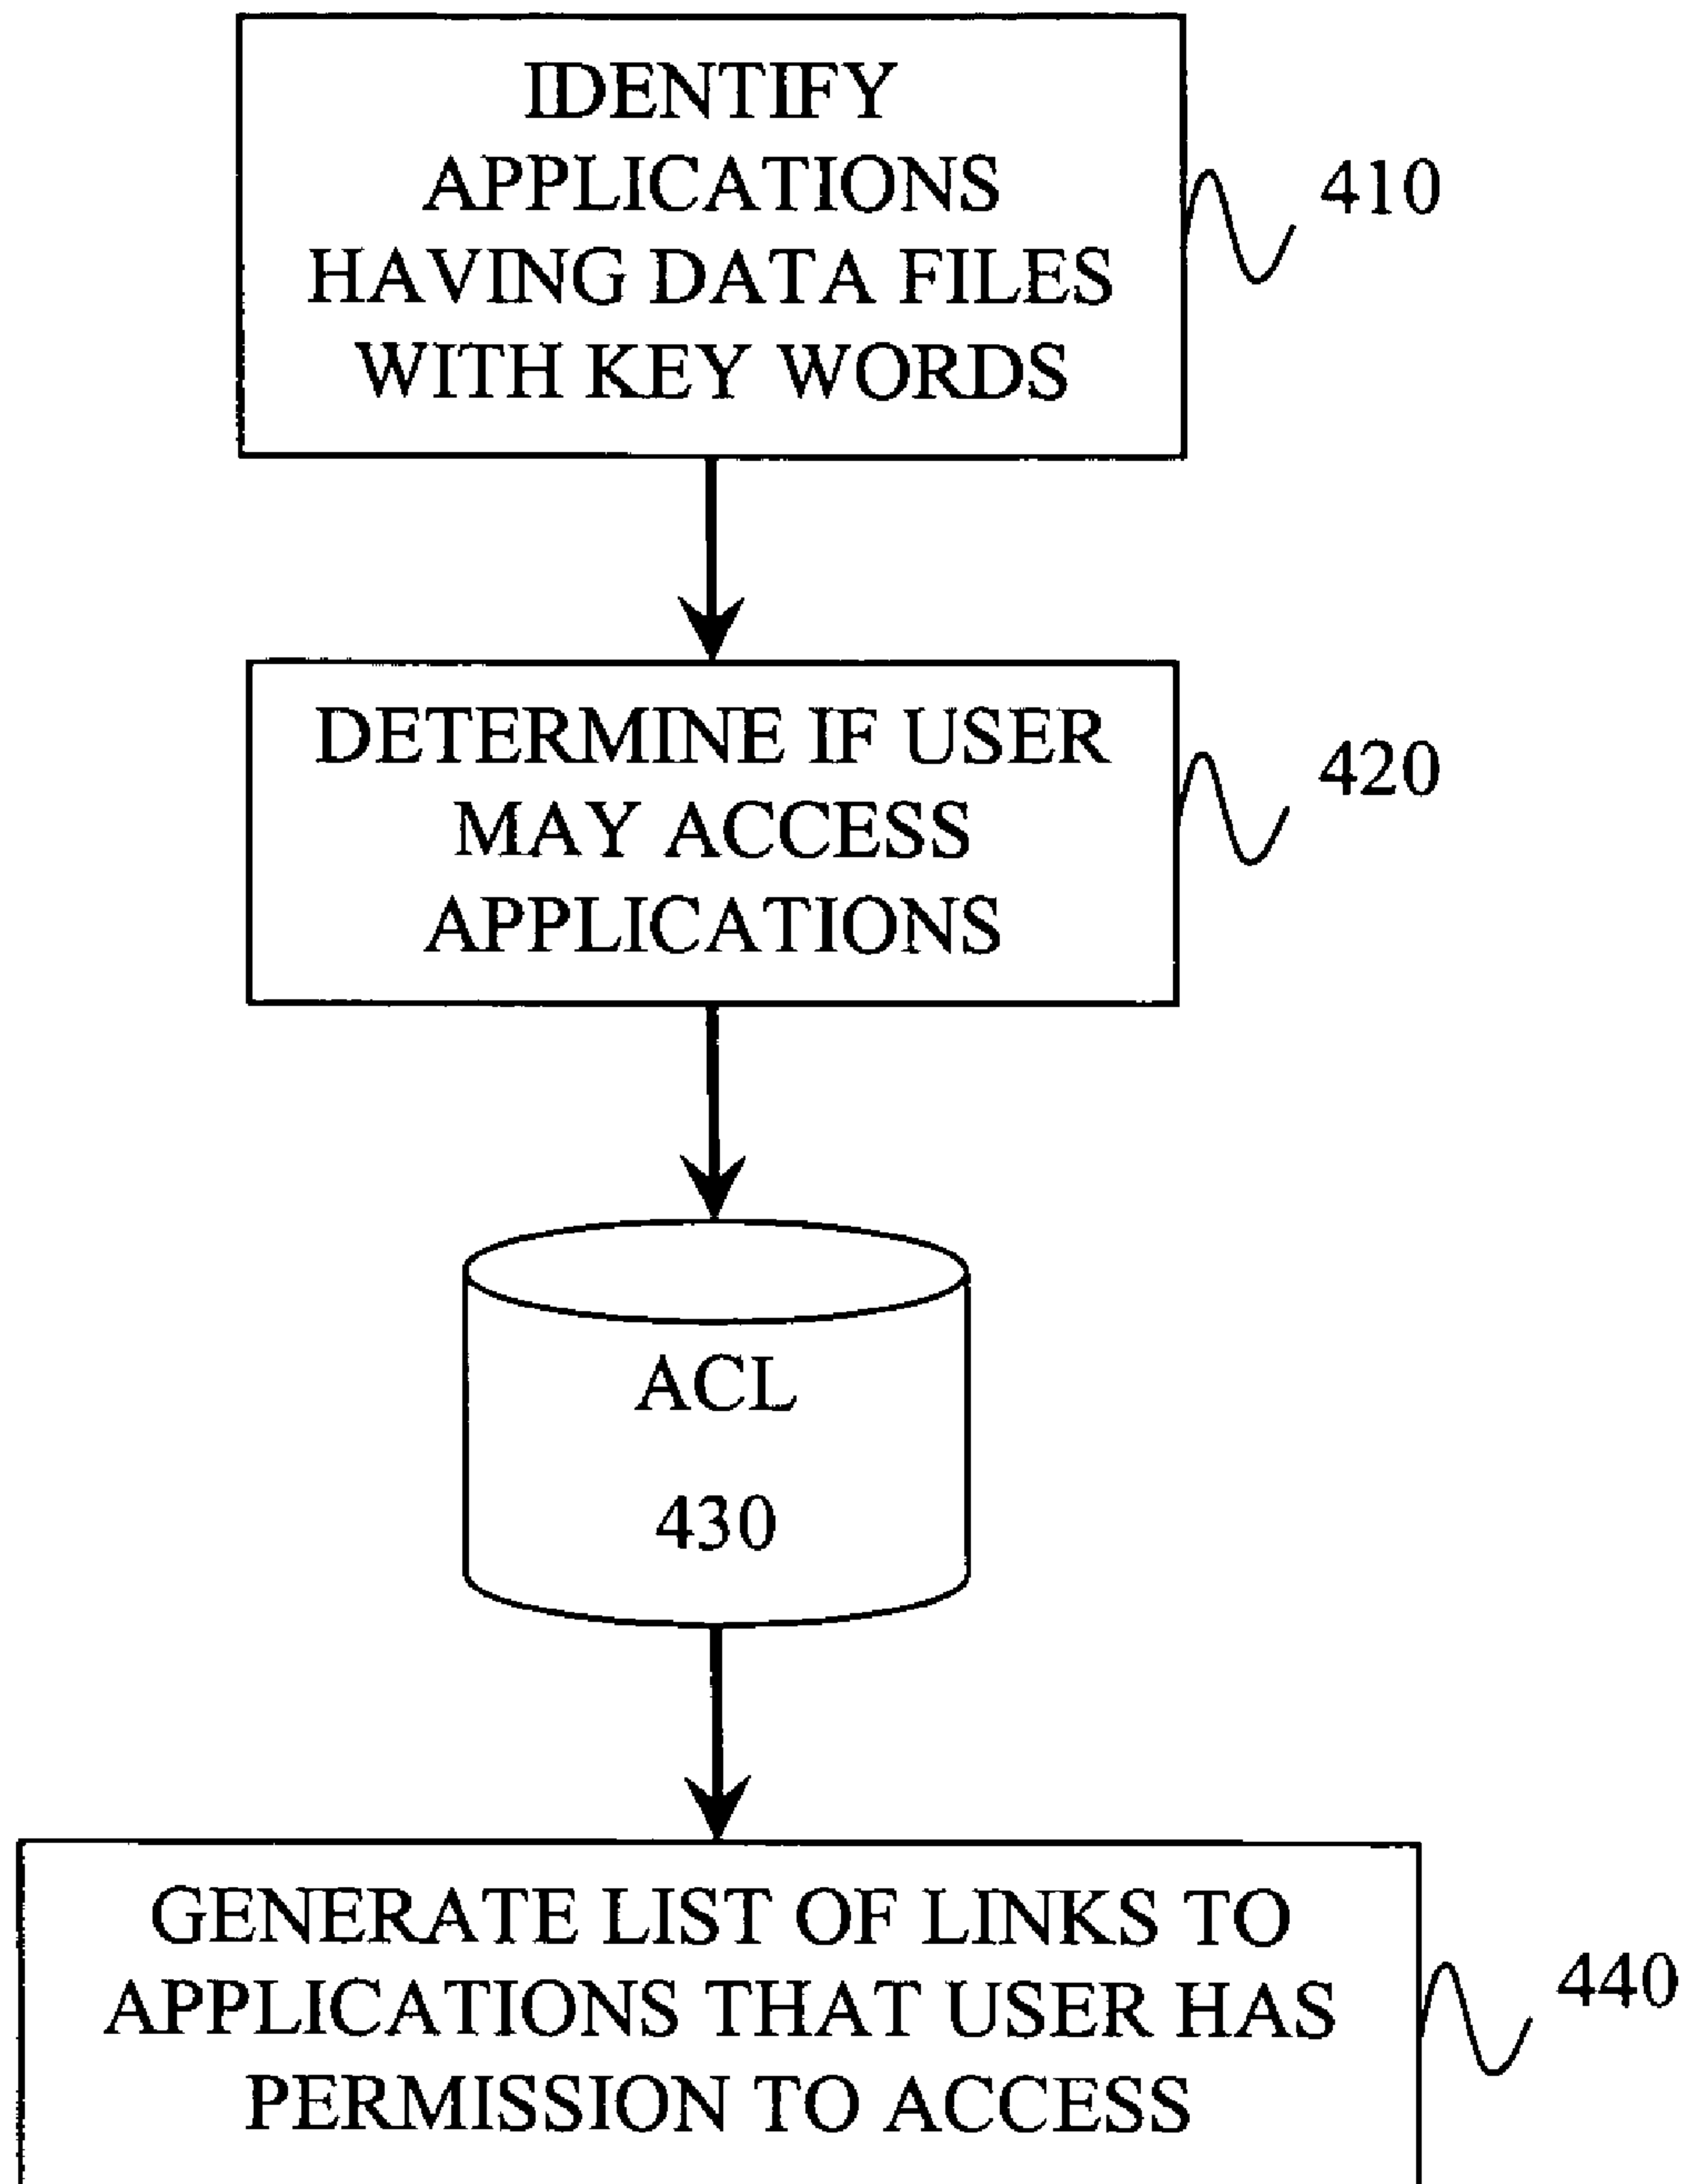 IDENTIFY
APPLICATIONS
HAVING DATA FILES
WITH KEY WORDS
410
DETERMINE IF USER
MAY ACCESS
APPLICATIONS
420
ACL
430
GENERATE LIST OF LINKS TO
APPLICATIONS THAT USER HAS
PERMISSION TO ACCESS
440